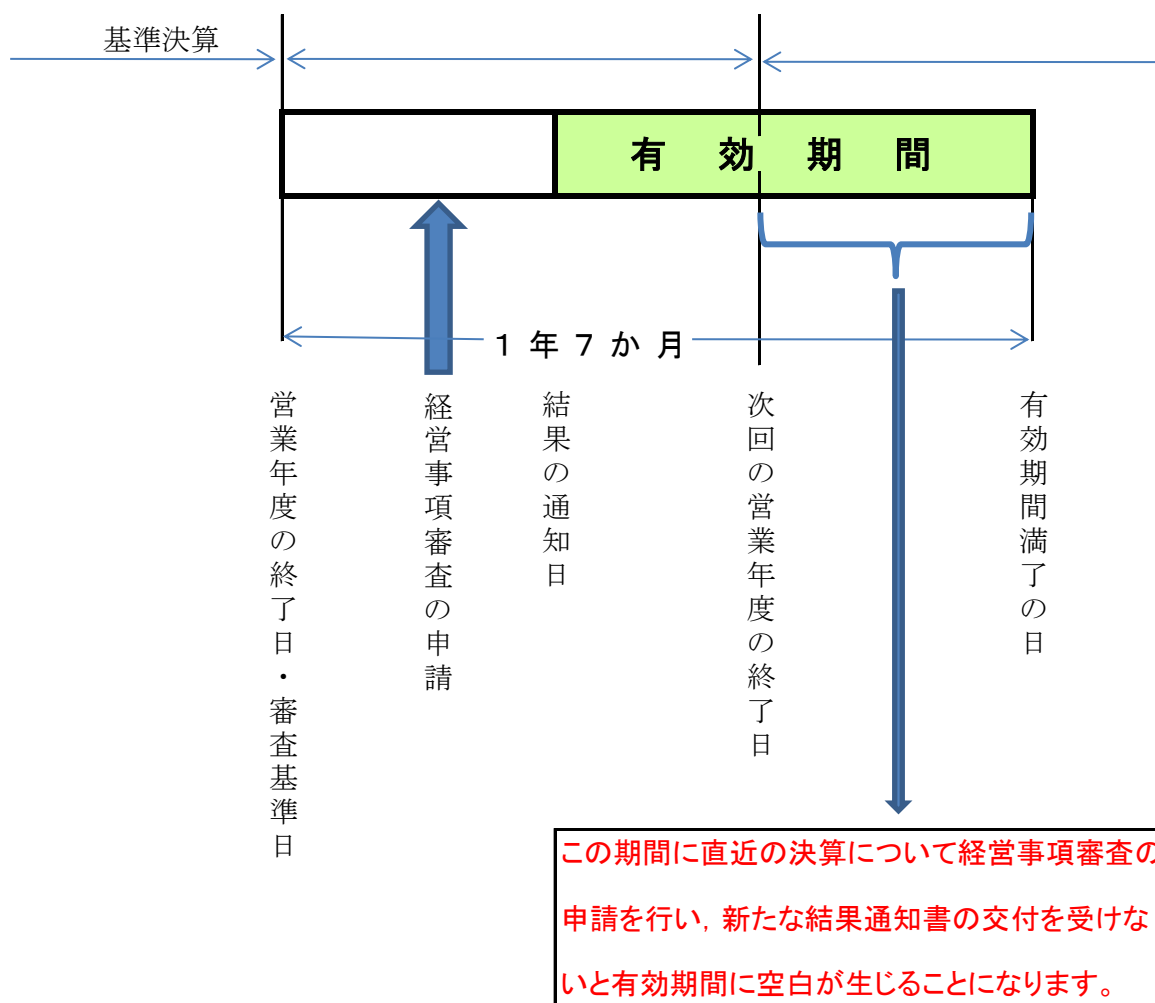 基準決算
有効期間
1年7か月
営業年度の終了日・審査基準日
経営事項審査の申請
結果の通知日
次回の営業年度の終了日
有効期間満了の日
この期間に直近の決算について経営事項審査の
申請を行い，新たな結果通知書の交付を受けな
いと有効期間に空白が生じることになります。